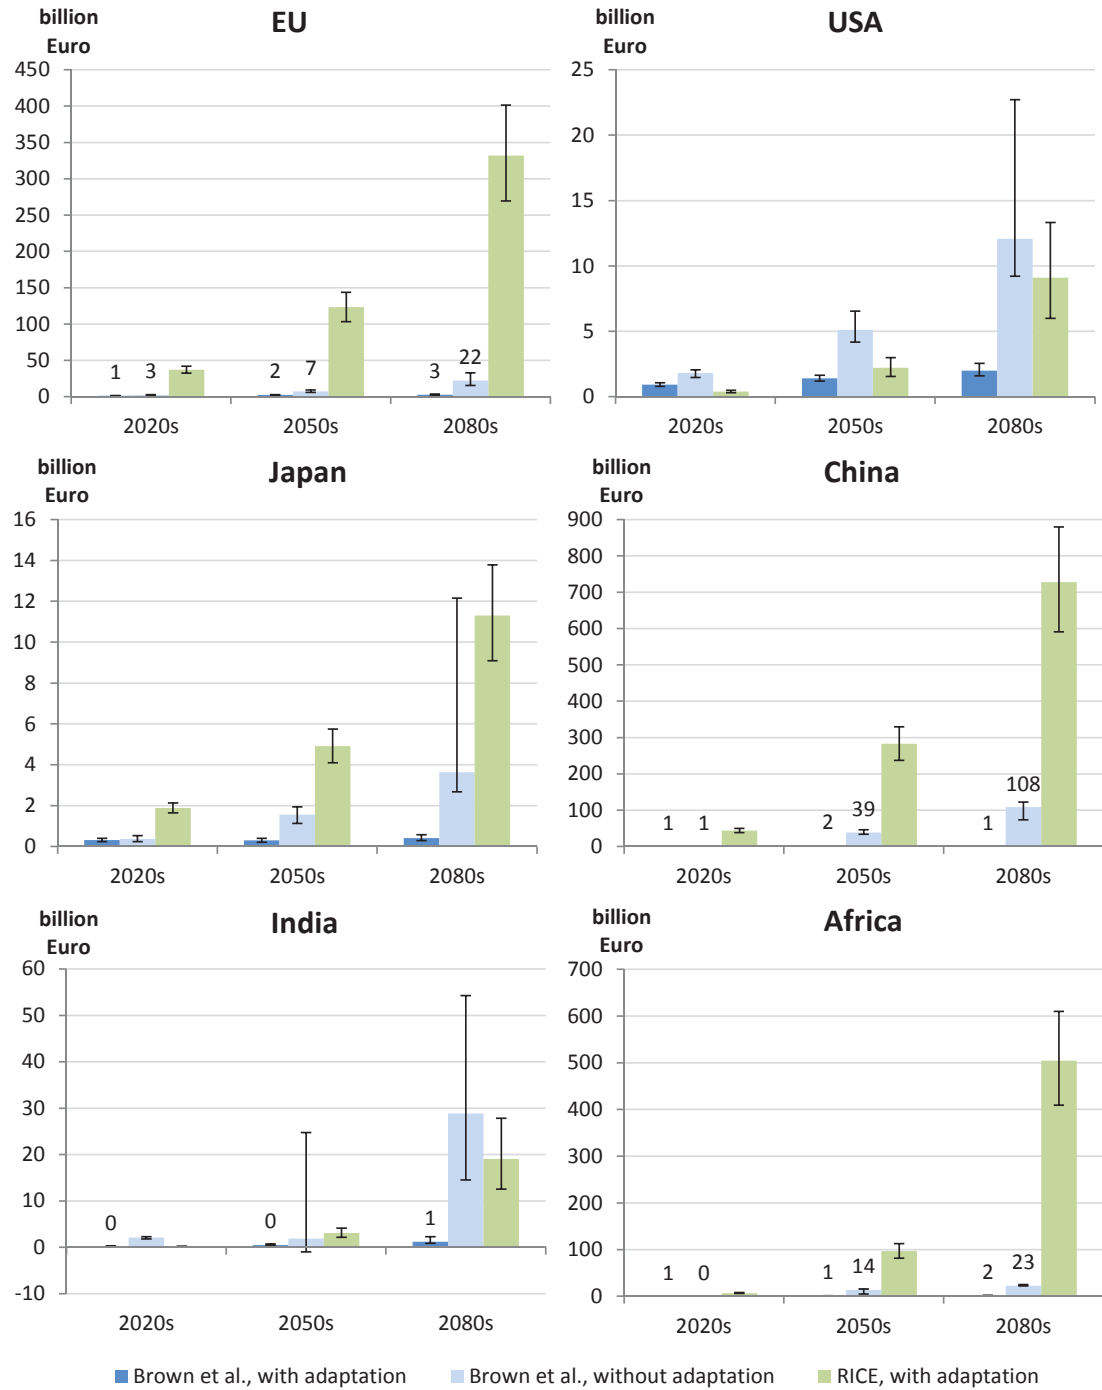 EU
billion
Euro
450
400
350
300
250
200
150
100
50
0
1
3
2
7
3
22
2020s
2050s
2080s
USA
billion
Euro
25
20
15
10
5
0
2020s
2050s
2080s
Japan
billion
Euro
16
14
12
10
8
6
4
2
0
2020s
2050s
2080s
China
billion
Euro
900
800
700
600
500
400
300
200
100
0
1
1
2
39
1
108
2020s
2050s
2080s
India
billion
Euro
60
50
40
30
20
10
0
-10
0
0
1
2020s
2050s
2080s
Africa
billion
Euro
700
600
500
400
300
200
100
0
1
0
1
14
2
23
2020s
2050s
2080s
Brown et al., with adaptation
Brown et al., without adaptation
RICE, with adaptation